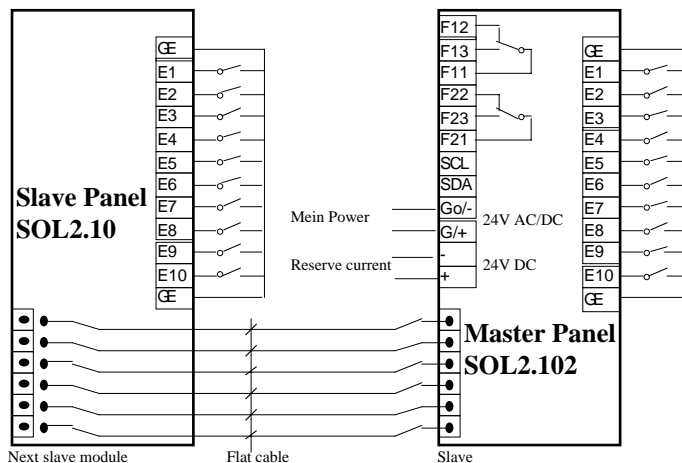 GE
E1
E2
E3
E4
E5
E6
E7
E8
E9
E10
GE
Slave Panel
SOL2.10
F12
F13
F11
F22
F23
F21
SCL
SDA
Go/-
G/+
-
+
Mein Power
24V AC/DC
Reserve current
24V DC
GE
E1
E2
E3
E4
E5
E6
E7
E8
E9
E10
GE
Master Panel
SOL2.102
Next slave module
Flat cable
Slave